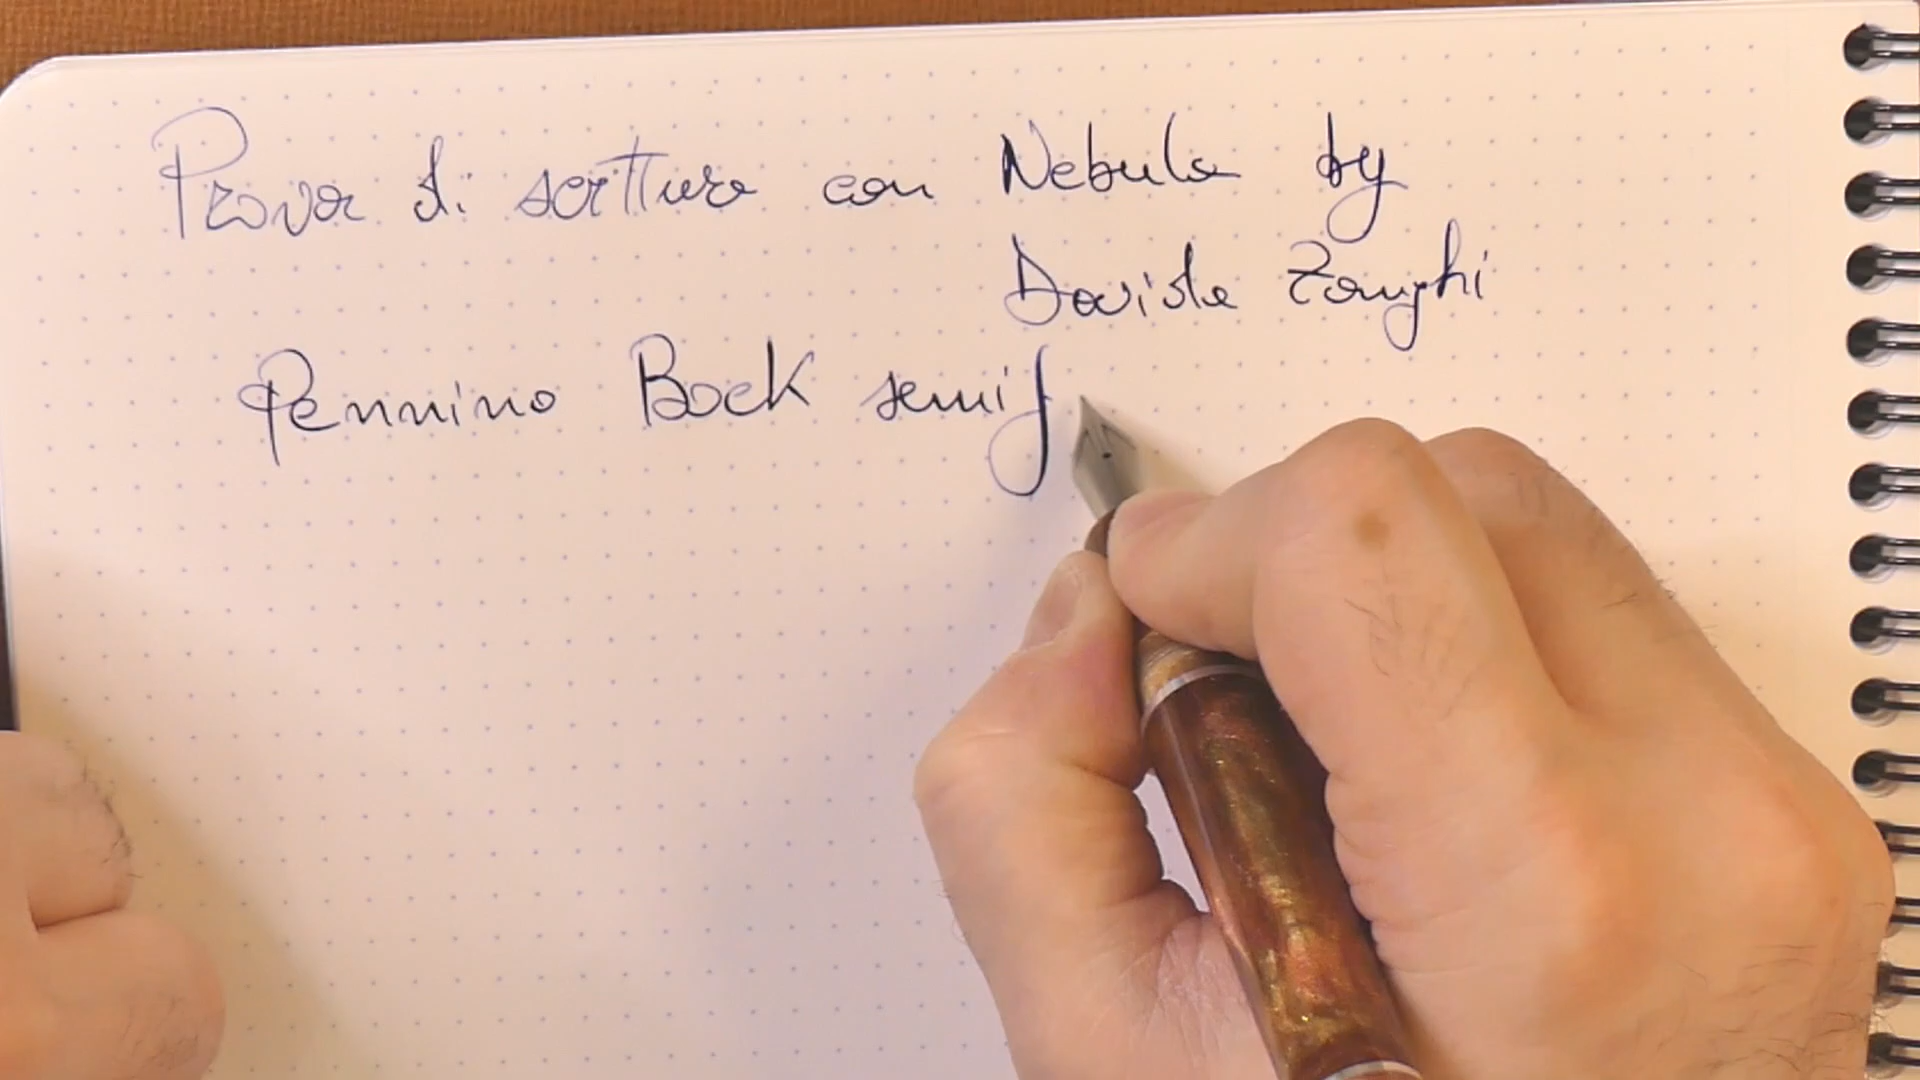 Prova di scrittura con Nebula by
Davide Zanghi
Pennino Bock semif